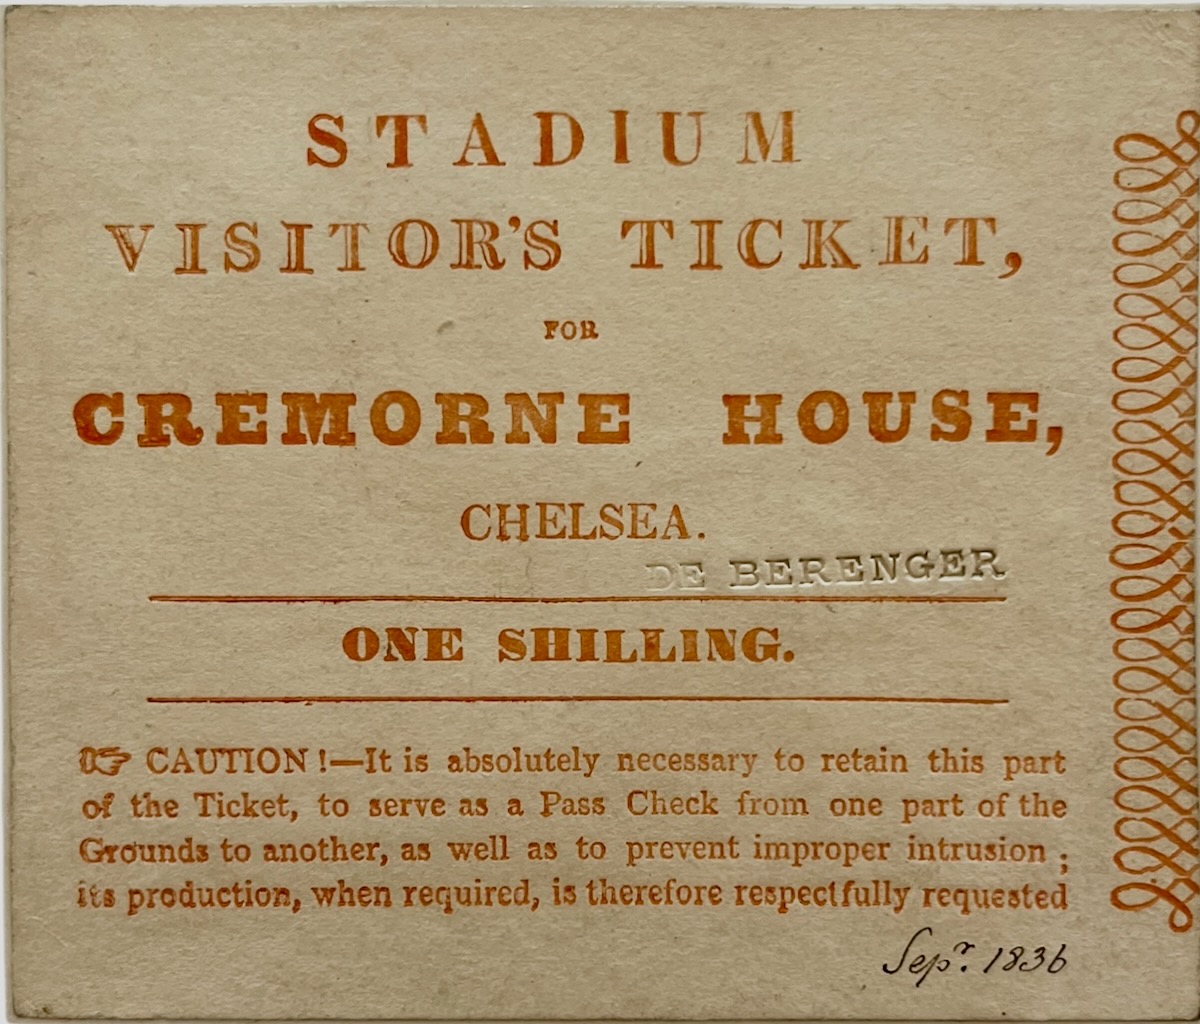 STADIUM
VISITOR'S TICKET,
FOR
CREMORNE HOUSE,
CHELSEA.
DE BERENGER
ONE SHILLING.
☞ CAUTION!—It is absolutely necessary to retain this part
of the Ticket, to serve as a Pass Check from one part of the
Grounds to another, as well as to prevent improper intrusion ;
its production, when required, is therefore respectfully requested
Sepr. 1836